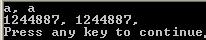 a, a
1244887, 1244887,
Press any key to continue